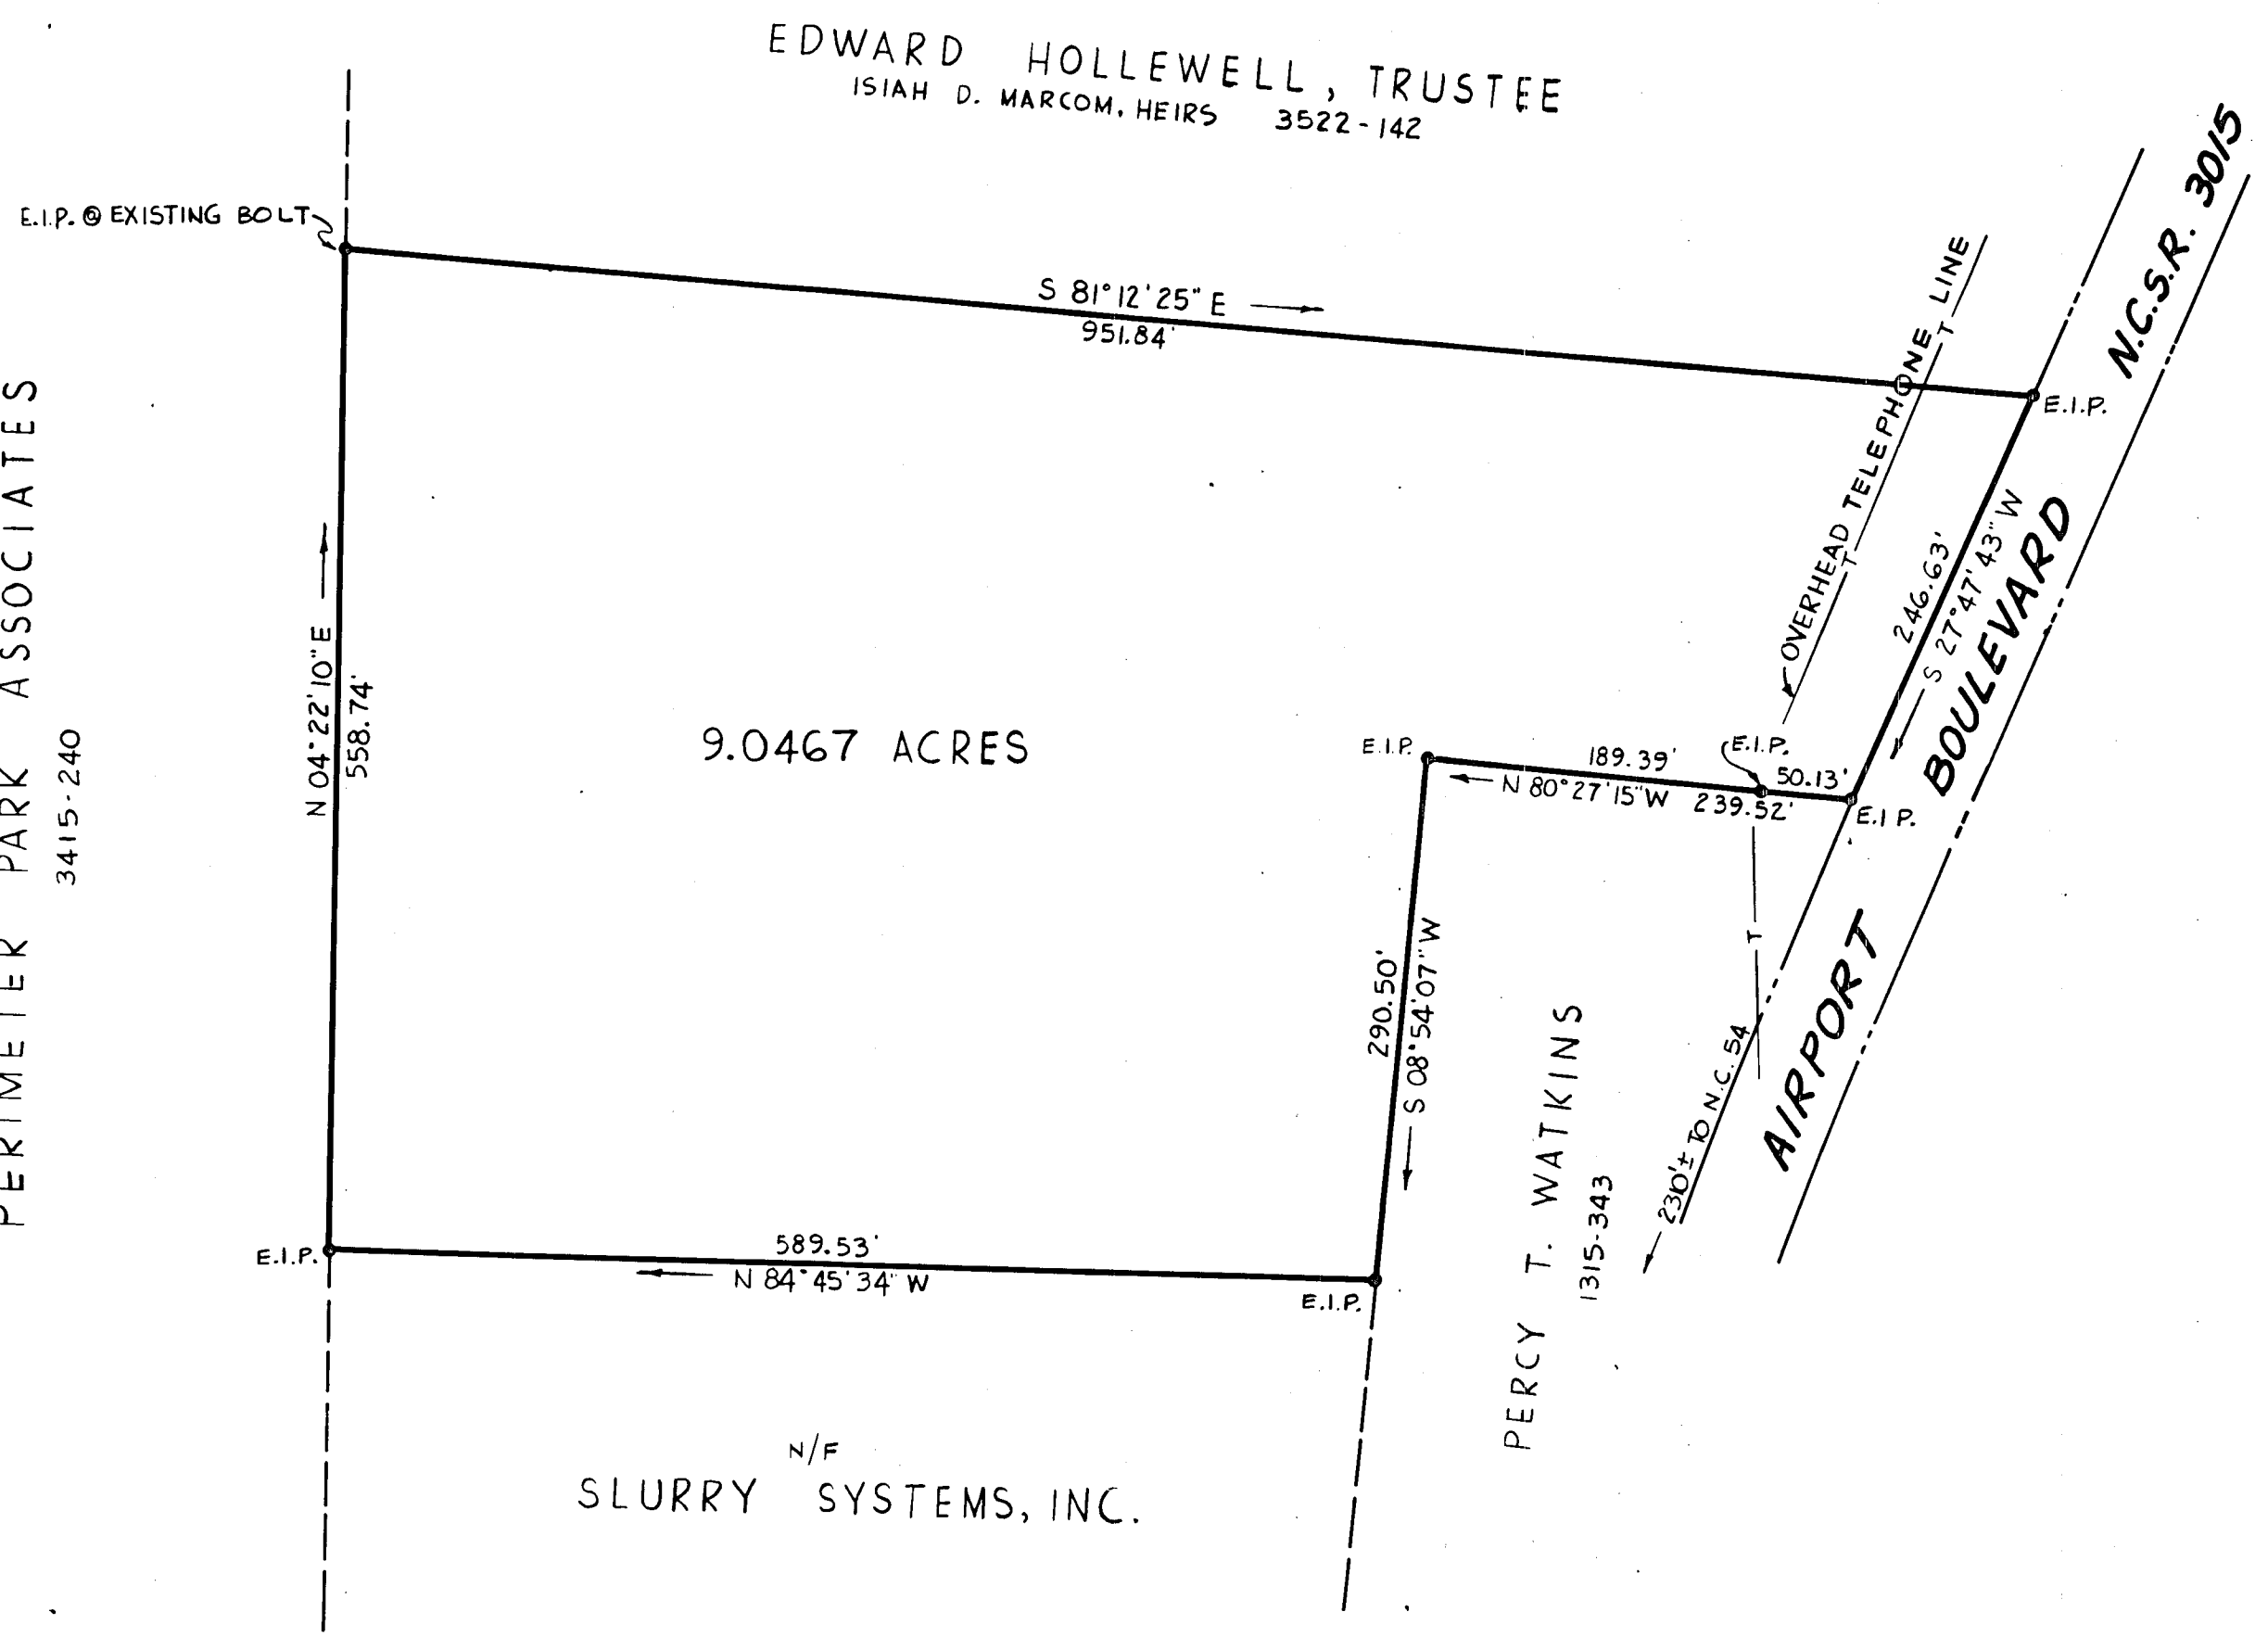 EDWARD HOLLEWELL, TRUSTEE
ISIAH D. MARCOM, HEIRS 3522-142
N.C.S.R. 3015
E.I.P. @ EXISTING BOLT
S 81°12'25" E
951.84'
OVERHEAD TELEPHONE LINE
T
T
T
E.I.P.
PERIMETER PARK ASSOCIATES
3415-240
N 04°22'10" E
558.74'
9.0467 ACRES
246.63'
S 27°47'43" W
AIRPORT BOULEVARD
E.I.P.
189.39'
E.I.P.
50.13'
N 80°27'15" W 239.52'
E.I P.
290.50'
S 08°54'07" W
T
PERCY T. WATKINS
1315-343
2310'± TO N.C. 54
E.I.P.
589.53'
N 84°45'34" W
E.I.P.
N/F
SLURRY SYSTEMS, INC.